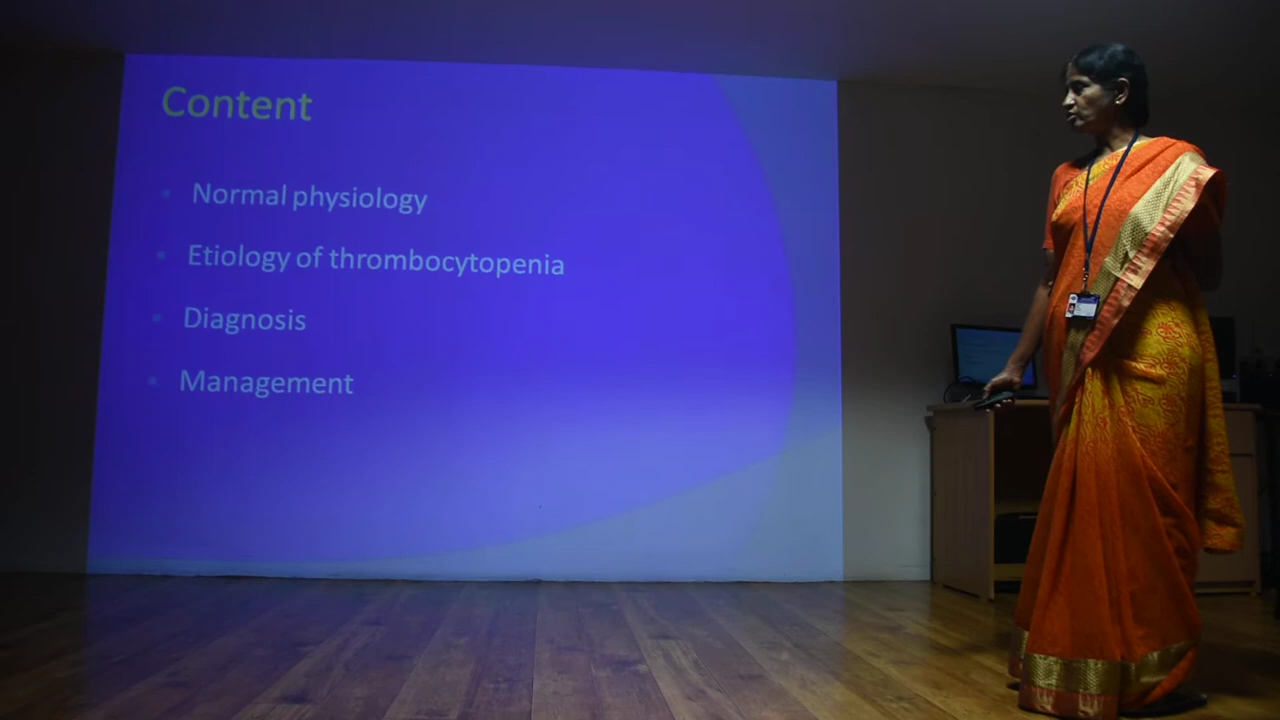 Content
Normal physiology
Etiology of thrombocytopenia
Diagnosis
Management